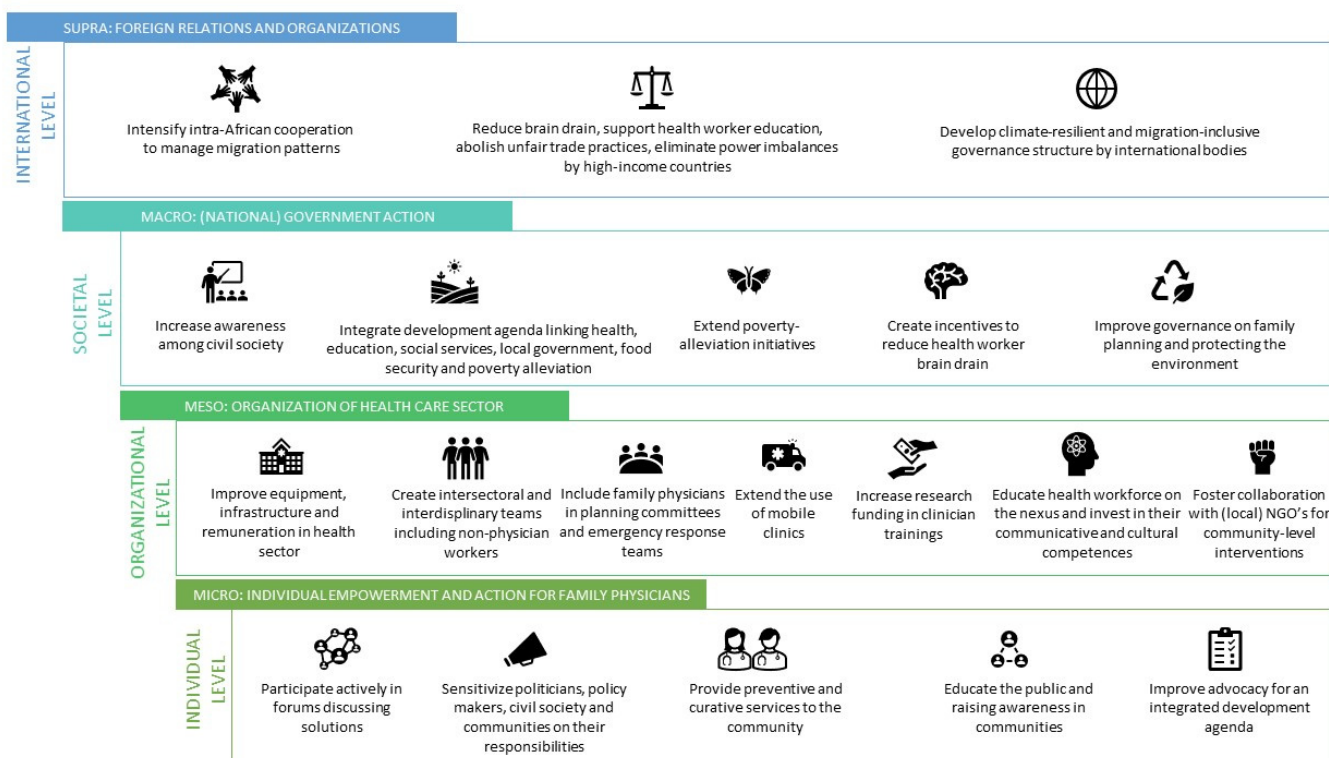 SUPRA: FOREIGN RELATIONS AND ORGANIZATIONS
INTERNATIONAL
LEVEL
Intensify intra-African cooperation
to manage migration patterns
Reduce brain drain, support health worker education,
abolish unfair trade practices, eliminate power imbalances
by high-income countries
Develop climate-resilient and migration-inclusive
governance structure by international bodies
MACRO: (NATIONAL) GOVERNMENT ACTION
SOCIETAL
LEVEL
Increase awareness
among civil society
Integrate development agenda linking health,
education, social services, local government, food
security and poverty alleviation
Extend poverty-
alleviation initiatives
Create incentives to
reduce health worker
brain drain
Improve governance on family
planning and protecting the
environment
MESO: ORGANIZATION OF HEALTH CARE SECTOR
ORGANIZATIONAL
LEVEL
Improve equipment,
infrastructure and
remuneration in health
sector
Create intersectoral and
interdisplinary teams
including non-physician
workers
Include family physicians
in planning committees
and emergency response
teams
Extend the use
of mobile
clinics
Increase research
funding in clinician
trainings
Educate health workforce on
the nexus and invest in their
communicative and cultural
competences
Foster collaboration
with (local) NGO's for
community-level
interventions
MICRO: INDIVIDUAL EMPOWERMENT AND ACTION FOR FAMILY PHYSICIANS
INDIVIDUAL
LEVEL
Participate actively in
forums discussing
solutions
Sensitivize politicians, policy
makers, civil society and
communities on their
responsibilities
Provide preventive and
curative services to the
community
Educate the public and
raising awareness in
communities
Improve advocacy for an
integrated development
agenda